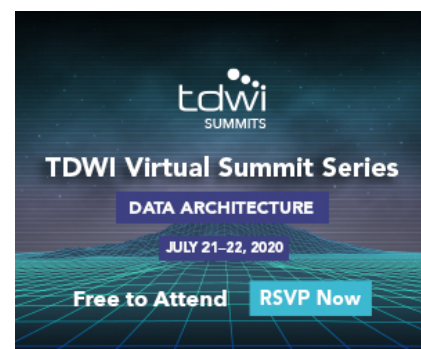 tdwi
SUMMITS
TDWI Virtual Summit Series
DATA ARCHITECTURE
JULY 21–22, 2020
Free to Attend
RSVP Now